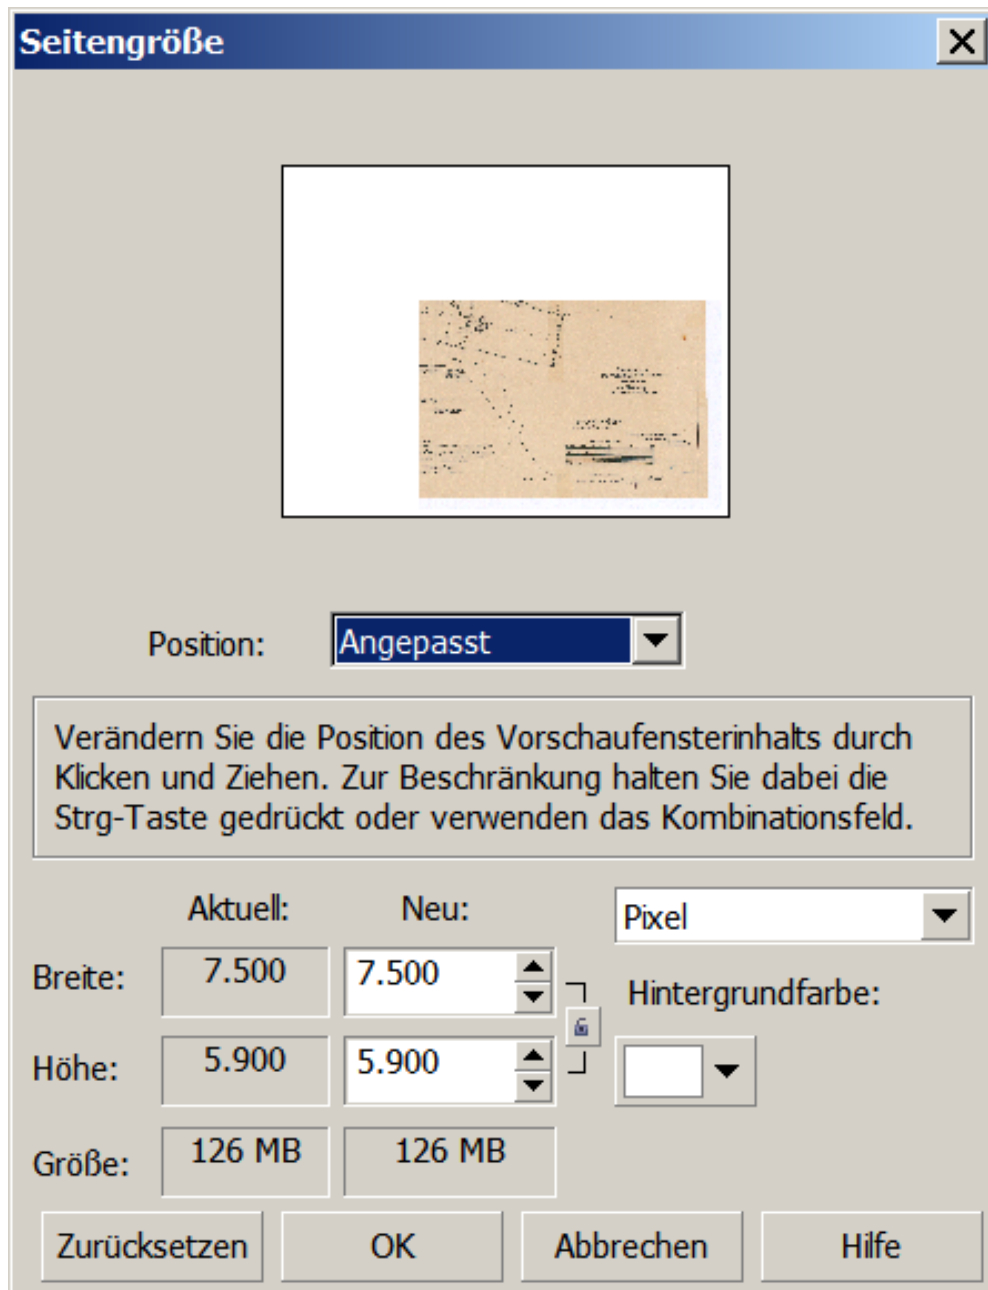 Seitengröße
Position: Angepasst
Verändern Sie die Position des Vorschaufensterinhalts durch
Klicken und Ziehen. Zur Beschränkung halten Sie dabei die
Strg-Taste gedrückt oder verwenden das Kombinationsfeld.
Aktuell: Neu: Pixel
Breite: 7.500 7.500 Hintergrundfarbe:
Höhe: 5.900 5.900
Größe: 126 MB 126 MB
Zurücksetzen OK Abbrechen Hilfe